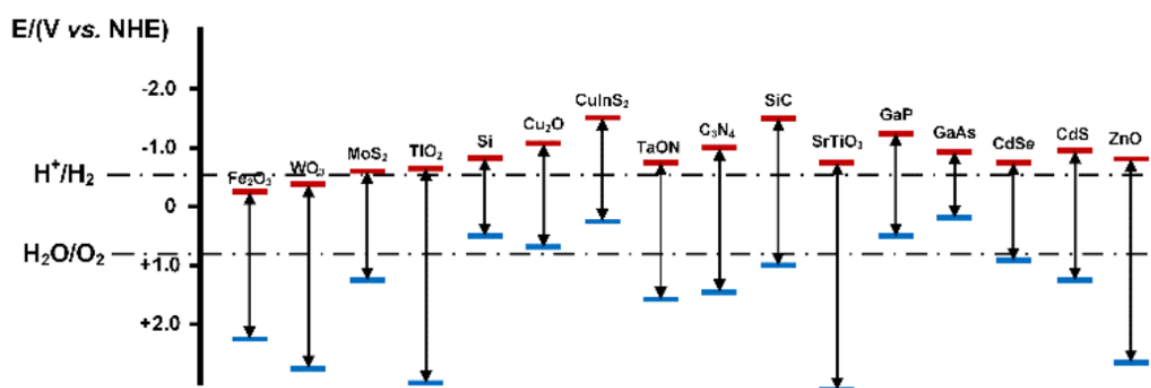 E/(V vs. NHE)
-2.0
-1.0
0
+1.0
+2.0
H⁺/H₂
H₂O/O₂
Fe₂O₃
WO₃
MoS₂
TiO₂
Si
Cu₂O
CuInS₂
TaON
C₃N₄
SiC
SrTiO₃
GaP
GaAs
CdSe
CdS
ZnO